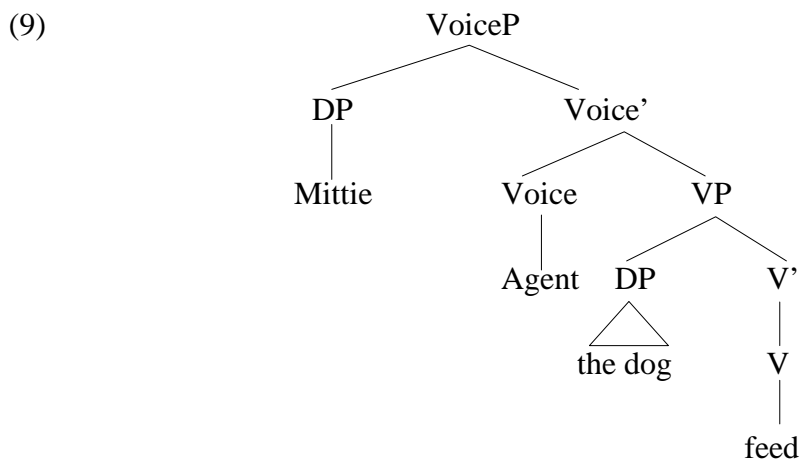 (9) VoiceP
DP Voice’
Mittie Voice VP
Agent DP V’
the dog V
feed